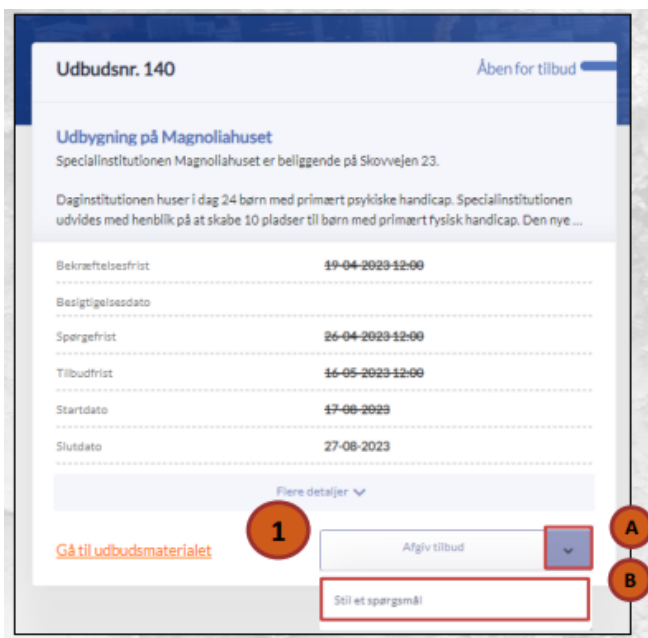 Udbudsnr. 140
Åben for tilbud
Udbygning på Magnoliahuset
Specialinstitutionen Magnoliahuset er beliggende på Skovvejen 23.
Daginstitutionen huser i dag 24 børn med primært psykiske handicap. Specialinstitutionen
udvides med henblik på at skabe 10 pladser til børn med primært fysisk handicap. Den nye ...
Bekræftelsesfrist 19-04-2023 12:00
Besigtigelsesdato
Spørgefrist 26-04-2023 12:00
Tilbudfrist 16-05-2023 12:00
Startdato 17-08-2023
Slutdato 27-08-2023
Flere detaljer
1
A
Gå til udbudsmaterialet
Afgiv tilbud
B
Stil et spørgsmål